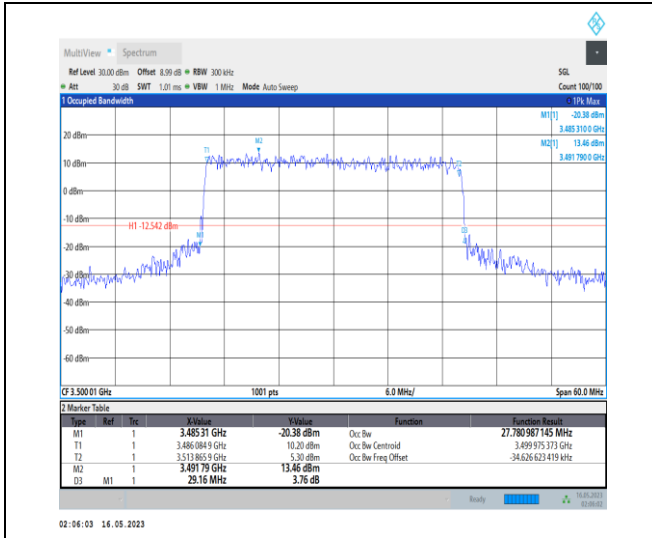 MultiView Spectrum
Ref Level 30.00 dBm Offset 8.99 dB RBW 300 kHz SGL
Att 30 dB SWT 1.01 ms VBW 1 MHz Mode Auto Sweep Count 100/100
1 Occupied Bandwidth 1Pk Max
M1[1] -20.38 dBm
3.485 310 0 GHz
M2[1] 13.46 dBm
3.491 790 0 GHz
20 dBm
M2
T1
10 dBm
T2
0 dBm
-10 dBm
H1 -12.542 dBm
M1
D3
-20 dBm
-30 dBm
-40 dBm
-50 dBm
-60 dBm
CF 3.500 01 GHz 1001 pts 6.0 MHz/ Span 60.0 MHz
2 Marker Table
Type Ref Trc X-Value Y-Value Function Function Result
M1 1 3.485 31 GHz -20.38 dBm Occ Bw 27.780 987 145 MHz
T1 1 3.486 084 9 GHz 10.20 dBm Occ Bw Centroid 3.499 975 373 GHz
T2 1 3.513 865 9 GHz 5.30 dBm Occ Bw Freq Offset -34.626 623 419 kHz
M2 1 3.491 79 GHz 13.46 dBm
D3 M1 1 29.16 MHz 3.76 dB
Ready 16.05.2023
02:06:02
02:06:03 16.05.2023